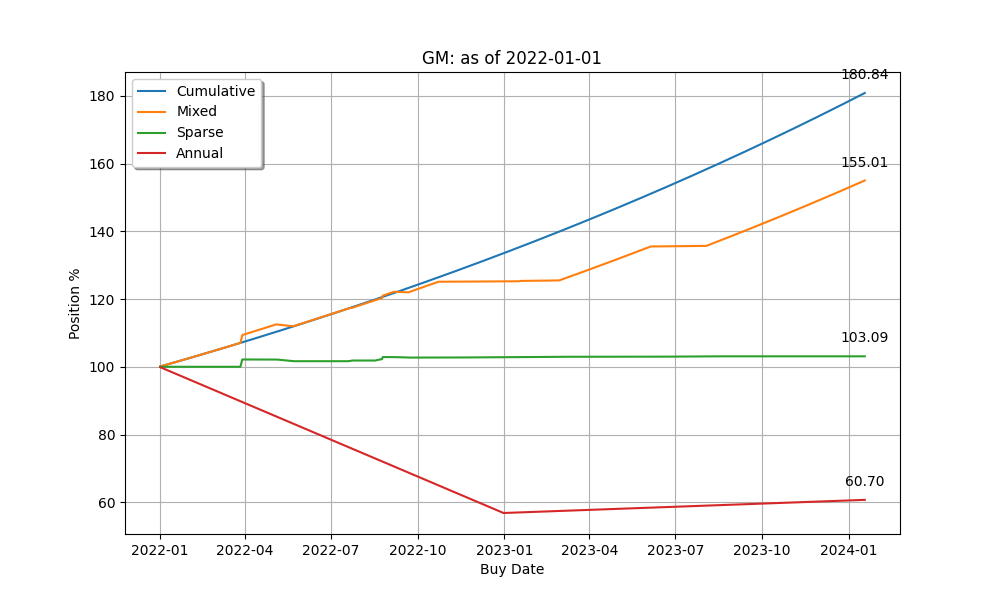 GM: as of 2022-01-01
180.84
Cumulative
Mixed
Sparse
Annual
180
160
140
120
100
80
60
155.01
103.09
60.70
Position %
2022-01 2022-04 2022-07 2022-10 2023-01 2023-04 2023-07 2023-10 2024-01
Buy Date